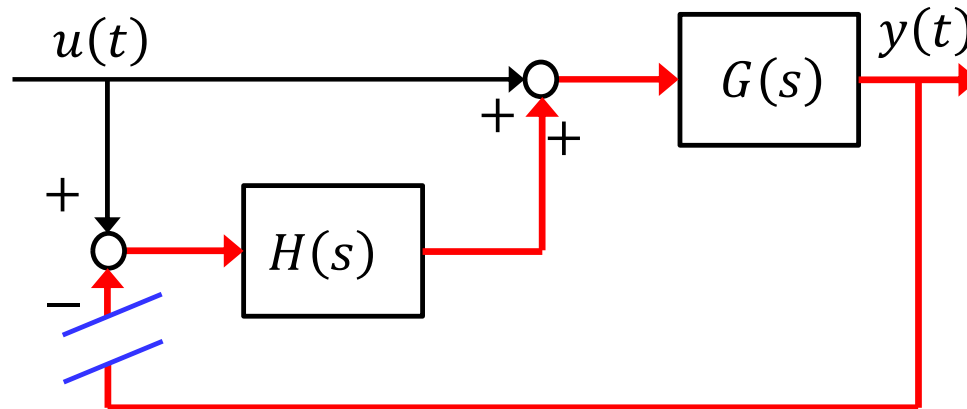 u(t)
y(t)
G(s)
+
+
+
H(s)
−